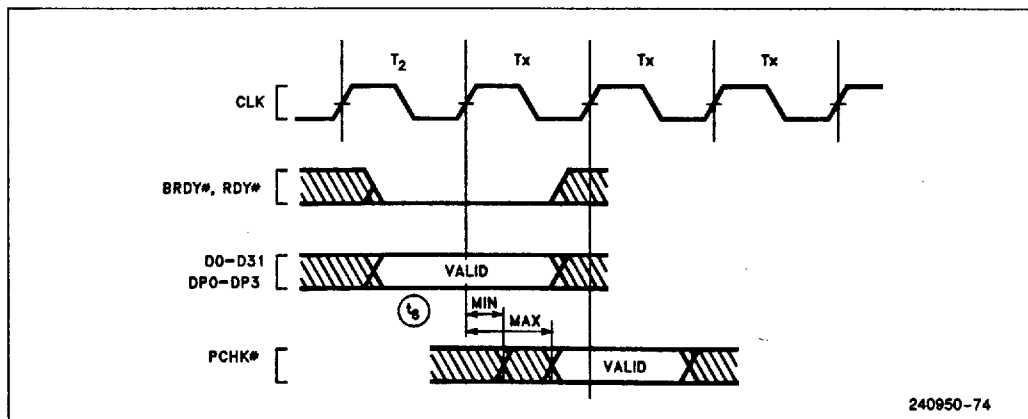 T2 Tx Tx Tx
CLK
BRDY#, RDY#
D0-D31
DP0-DP3
VALID
t8
MIN
MAX
PCHK#
VALID
240950-74